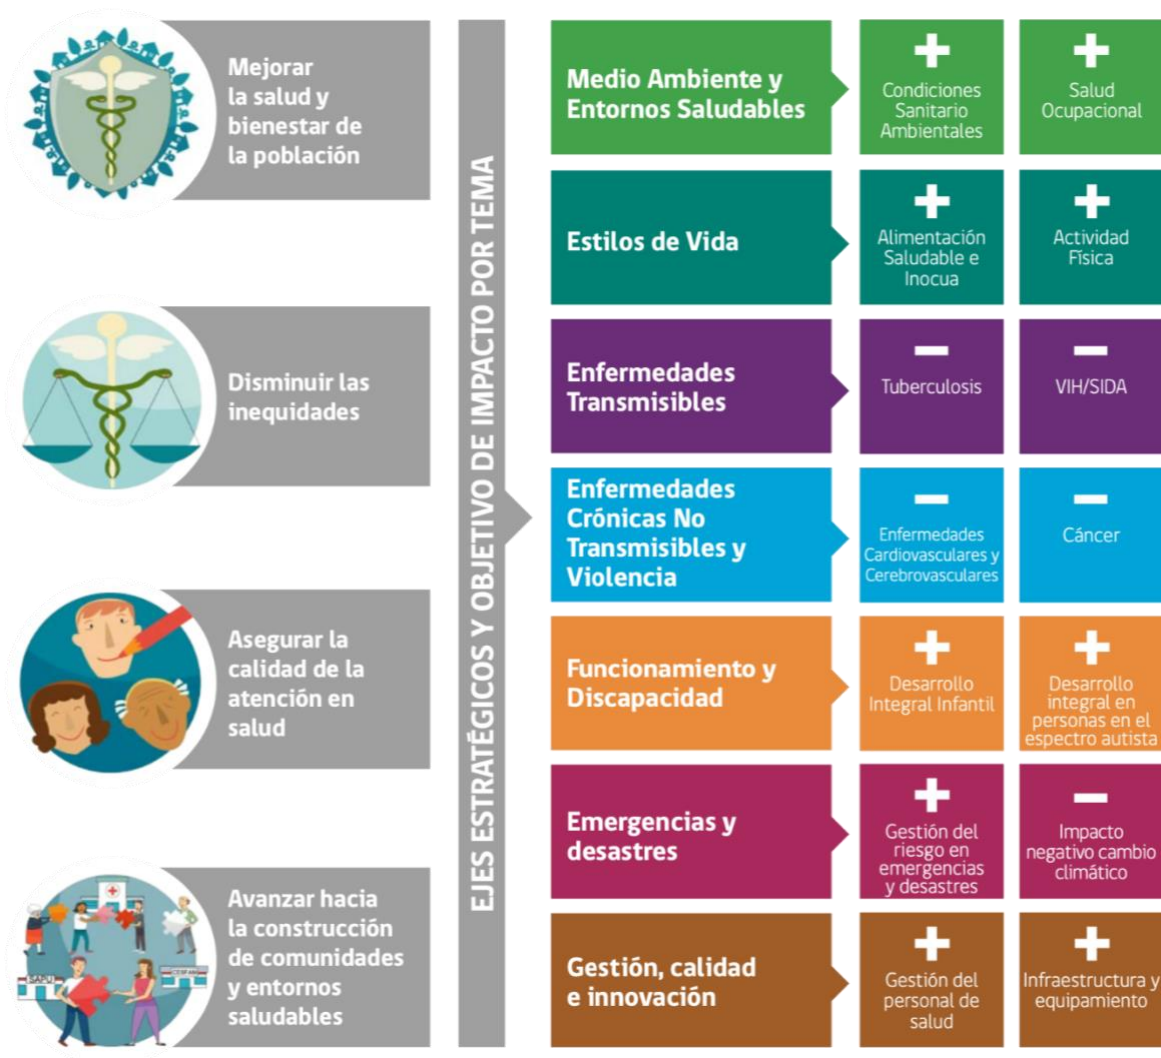 Mejorar
la salud y
bienestar de
la población
Disminuir las
inequidades
Asegurar la
calidad de la
atención en
salud
SAPU
CESFAM
Avanzar hacia
la construcción
de comunidades
y entornos
saludables
EJES ESTRATÉGICOS Y OBJETIVO DE IMPACTO POR TEMA
Medio Ambiente y
Entornos Saludables
+
Condiciones
Sanitario
Ambientales
+
Salud
Ocupacional
Estilos de Vida
+
Alimentación
Saludable e
Inocua
+
Actividad
Física
Enfermedades
Transmisibles
–
Tuberculosis
–
VIH/SIDA
Enfermedades
Crónicas No
Transmisibles y
Violencia
–
Enfermedades
Cardiovasculares y
Cerebrovasculares
–
Cáncer
Funcionamiento y
Discapacidad
+
Desarrollo
Integral Infantil
+
Desarrollo
integral en
personas en el
espectro autista
Emergencias y
desastres
+
Gestión del
riesgo en
emergencias
y desastres
–
Impacto
negativo cambio
climático
Gestión, calidad
e innovación
+
Gestión del
personal de
salud
+
Infraestructura y
equipamiento